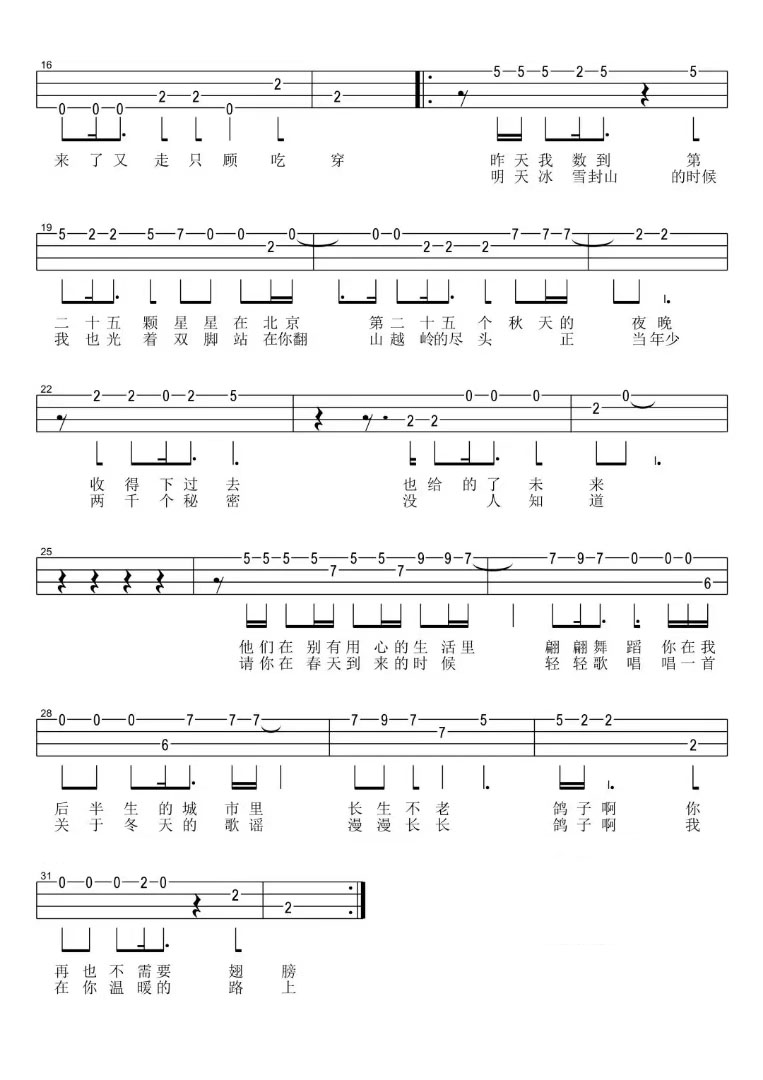 16
5 5 5 2 5 5
2 2 2
0 0 0 0 2
来了又走只顾吃穿 昨天我数到 第
明天冰雪封山 的时候
19
5 2 2 5 7 0 0 0 0 0 7 7 7 2 2
2 2 2 2
二十五颗星星在北京 第二十五个秋天的 夜晚
我也光着双脚站在你翻 山越岭的尽头 正 当年少
22
2 2 0 2 5 0 0 0 0
2 2 2
收得下过去 也给的了未来
两千个秘密 没 人知道
25
5 5 5 5 5 5 9 9 7 7 9 7 0 0 0
7 7 6
他们在别有用心的生活里 翩翩舞蹈 你在我
请你在春天到来的时候 轻轻歌唱 唱一首
28
0 0 0 7 7 7 7 9 7 5 5 2 2
6 7 2
后半生的城市里 长生不老 鸽子啊 你
关于冬天的歌谣 漫漫长长 鸽子啊 我
31
0 0 0 2 0
2 2
再也不需要 翅膀
在你温暖的 路上